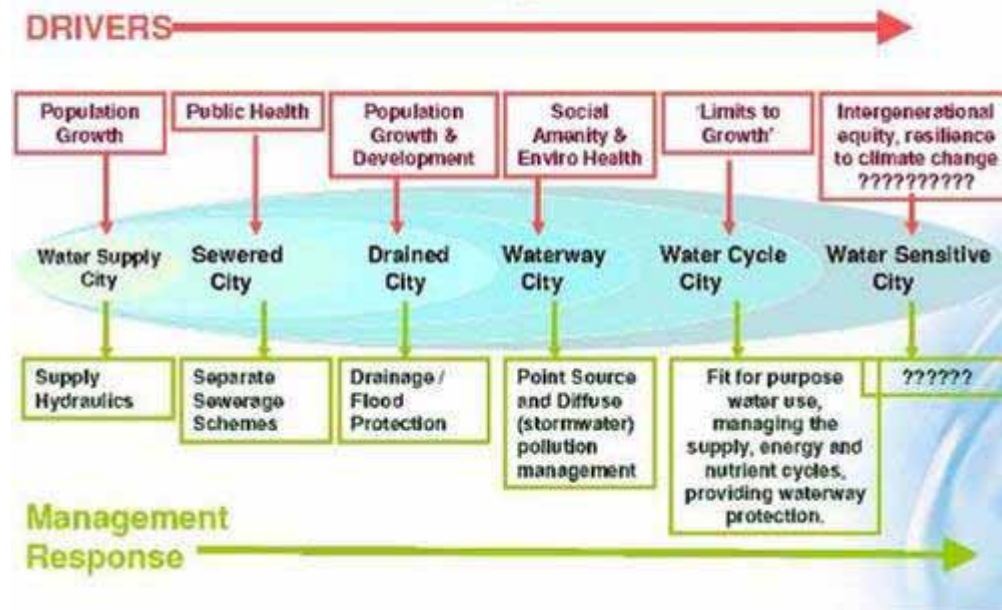 DRIVERS
Population
Growth
Public Health
Population
Growth &
Development
Social
Amenity &
Enviro Health
'Limits to
Growth'
Intergenerational
equity, resilience
to climate change
??????????
Water Supply
City
Sewered
City
Drained
City
Waterway
City
Water Cycle
City
Water Sensitive
City
Supply
Hydraulics
Separate
Sewerage
Schemes
Drainage /
Flood
Protection
Point Source
and Diffuse
(stormwater)
pollution
management
Fit for purpose
water use,
managing the
supply, energy and
nutrient cycles,
providing waterway
protection.
??????
Management
Response